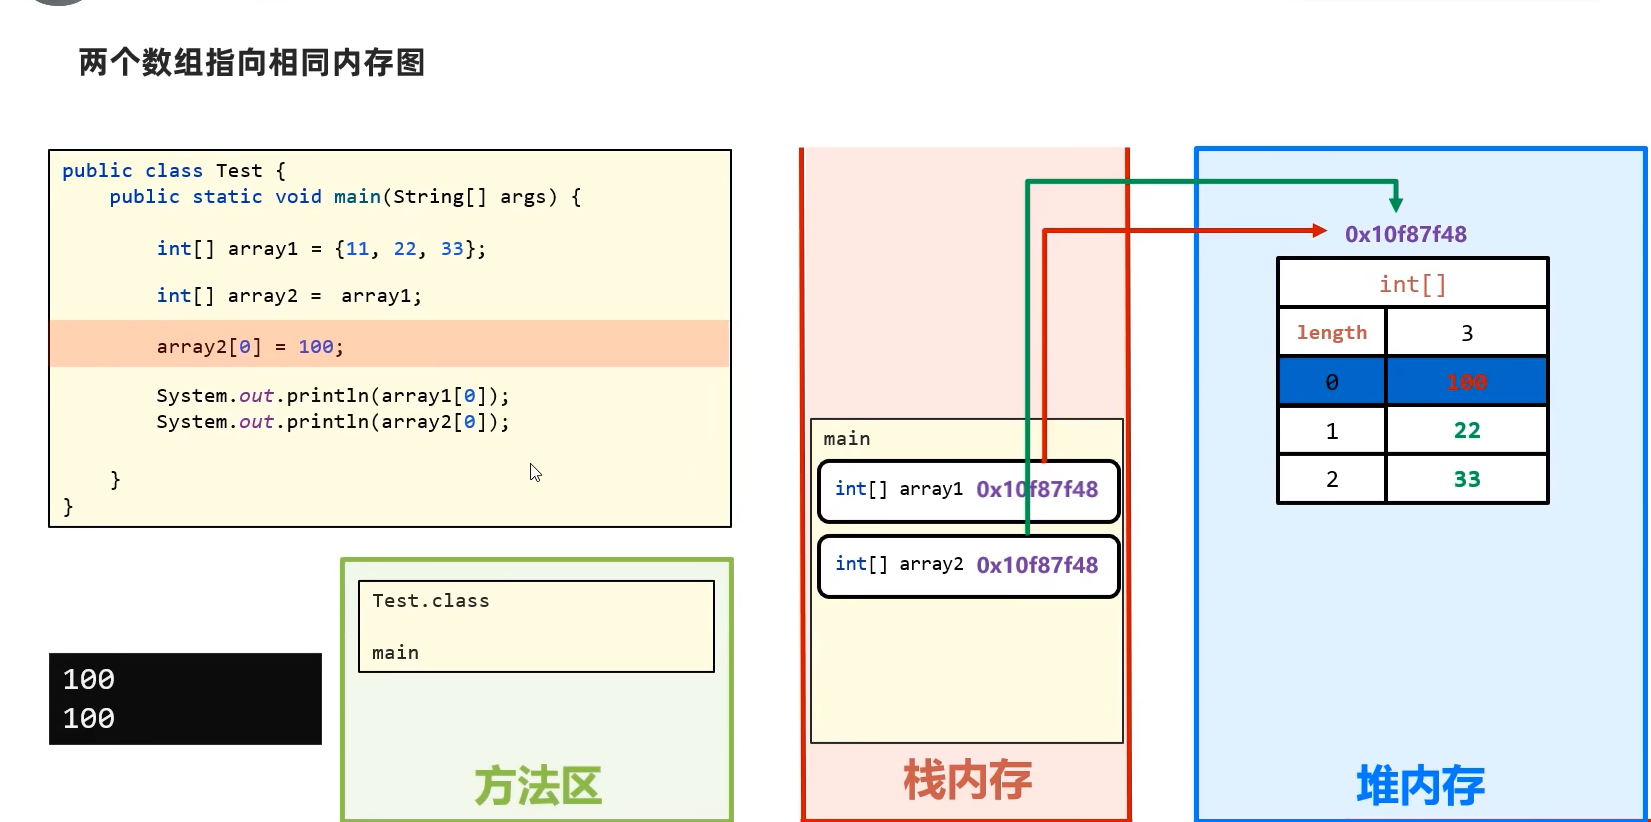 两个数组指向相同内存图
public class Test {
public static void main(String[] args) {
int[] array1 = {11, 22, 33};
int[] array2 = array1;
array2[0] = 100;
System.out.println(array1[0]);
System.out.println(array2[0]);
}
}
100
100
Test.class
main
方法区
main
int[] array1 0x10f87f48
int[] array2 0x10f87f48
栈内存
0x10f87f48
int[]
length 3
0 100
1 22
2 33
堆内存